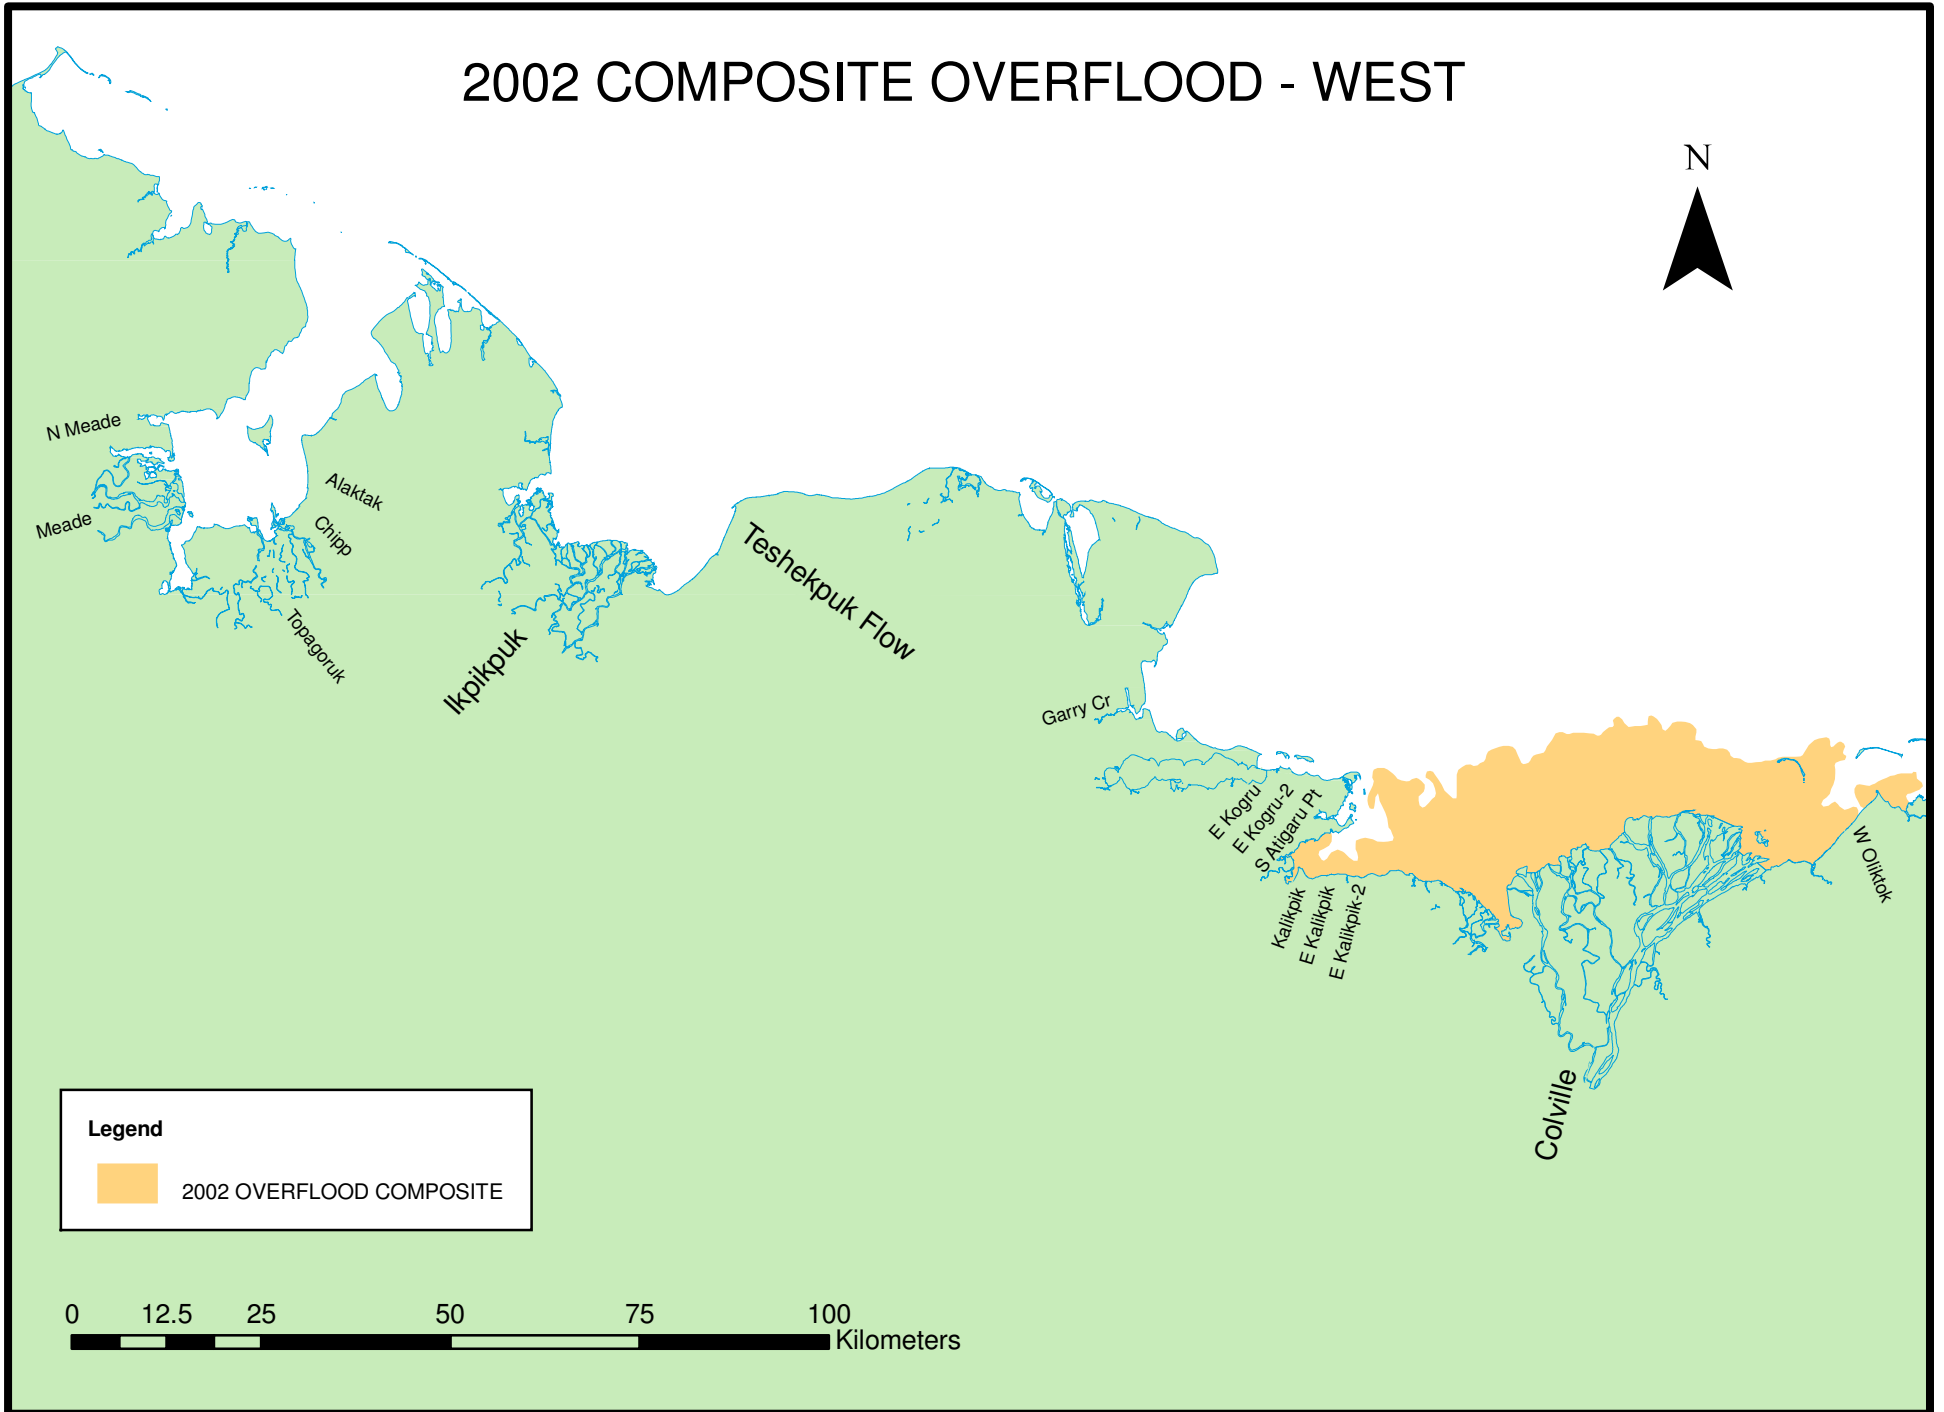 2002 COMPOSITE OVERFLOOD - WEST
N
N Meade
Meade
Alaktak
Chipp
Topagoruk
Ikpikpuk
Teshekpuk Flow
Garry Cr
E Kogru
E Kogru-2
S Atigaru Pt
Kalikpik
E Kalikpik
E Kalikpik-2
Colville
W Oliktok
Legend
2002 OVERFLOOD COMPOSITE
0 12.5 25 50 75 100
Kilometers